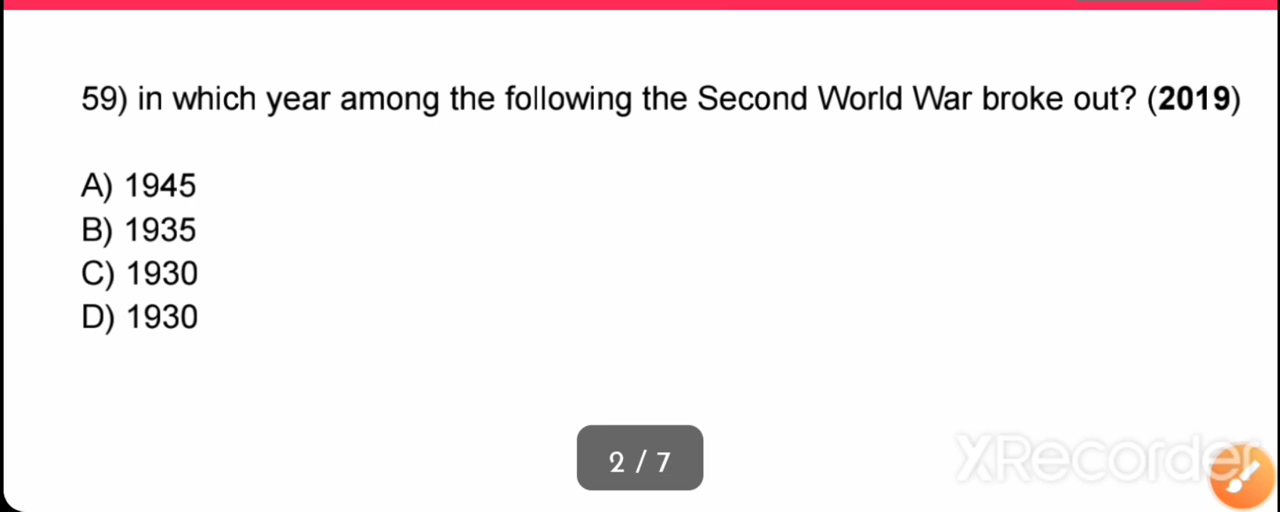 59) in which year among the following the Second World War broke out? (2019)
A) 1945
B) 1935
C) 1930
D) 1930
2 / 7
XRecorder